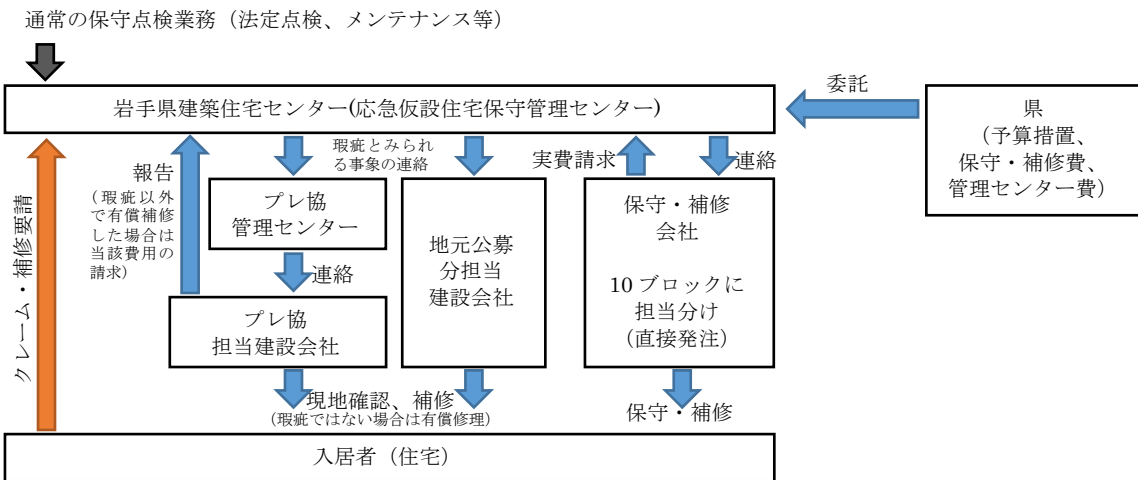 通常の保守点検業務（法定点検、メンテナンス等）
岩手県建築住宅センター(応急仮設住宅保守管理センター)
委託
県
（予算措置、
保守・補修費、
管理センター費）
クレーム・補修要請
報告
（瑕疵以外
で有償補修
した場合は
当該費用の
請求）
瑕疵とみられ
る事象の連絡
実費請求
連絡
プレ協
管理センター
連絡
プレ協
担当建設会社
地元公募
分担当
建設会社
保守・補修
会社
10 ブロックに
担当分け
（直接発注）
現地確認、補修
（瑕疵ではない場合は有償修理）
保守・補修
入居者（住宅）